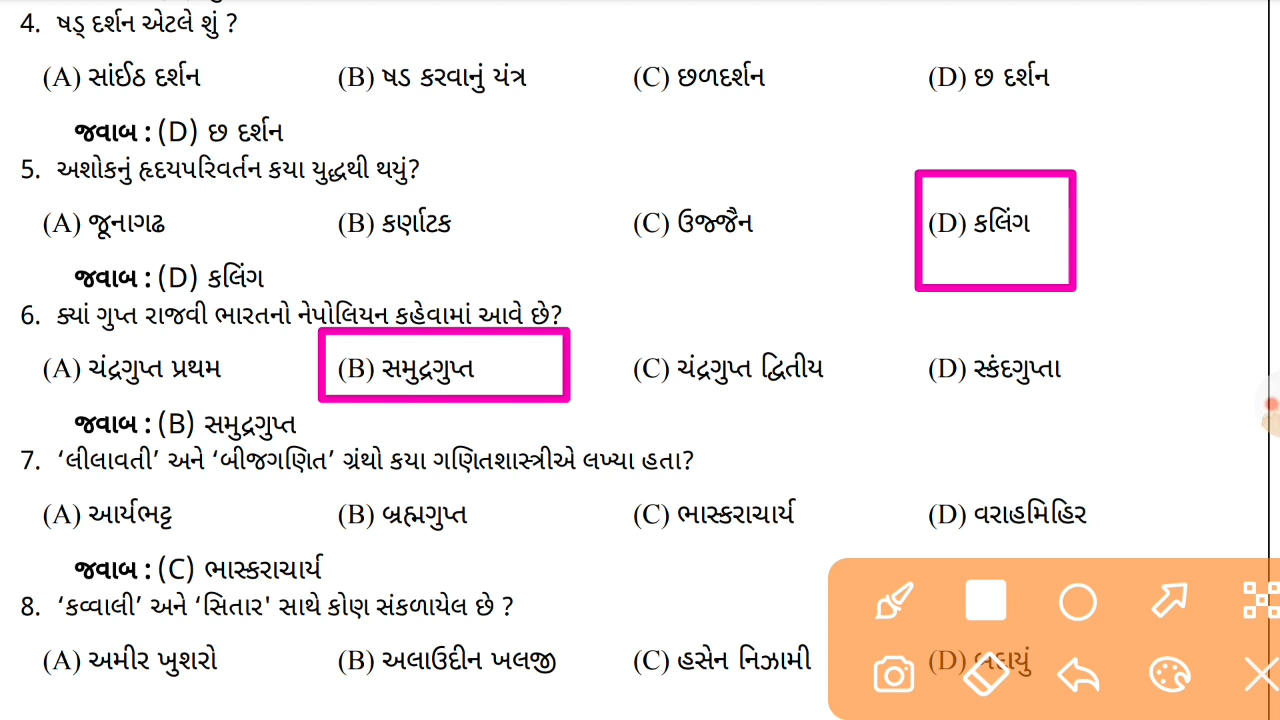 4. ષડ્ દર્શન એટલે શું ?
(A) સાંઈઠ દર્શન (B) ષડ કરવાનું યંત્ર (C) છળદર્શન (D) છ દર્શન
જવાબ : (D) છ દર્શન
5. અશોકનું હૃદયપરિવર્તન કયા યુદ્ધથી થયું?
(A) જૂનાગઢ (B) કર્ણાટક (C) ઉજ્જૈન (D) કલિંગ
જવાબ : (D) કલિંગ
6. ક્યાં ગુપ્ત રાજવી ભારતનો નેપોલિયન કહેવામાં આવે છે?
(A) ચંદ્રગુપ્ત પ્રથમ (B) સમુદ્રગુપ્ત (C) ચંદ્રગુપ્ત દ્વિતીય (D) સ્કંદગુપ્તા
જવાબ : (B) સમુદ્રગુપ્ત
7. ‘લીલાવતી’ અને ‘બીજગણિત’ ગ્રંથો કયા ગણિતશાસ્ત્રીએ લખ્યા હતા?
(A) આર્યભટ્ટ (B) બ્રહ્મગુપ્ત (C) ભાસ્કરાચાર્ય (D) વરાહમિહિર
જવાબ : (C) ભાસ્કરાચાર્ય
8. ‘કવ્વાલી’ અને ‘સિતાર' સાથે કોણ સંકળાયેલ છે ?
(A) અમીર ખુશરો (B) અલાઉદીન ખલજી (C) હસેન નિઝામી (D)